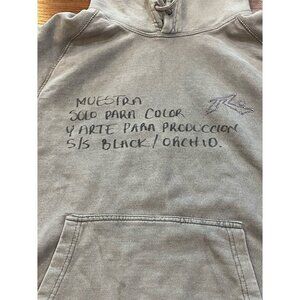 MUESTRA
SOLO PARA COLOR
Y ARTE PARA PRODUCCION
S/S BLACK/ORCHID.